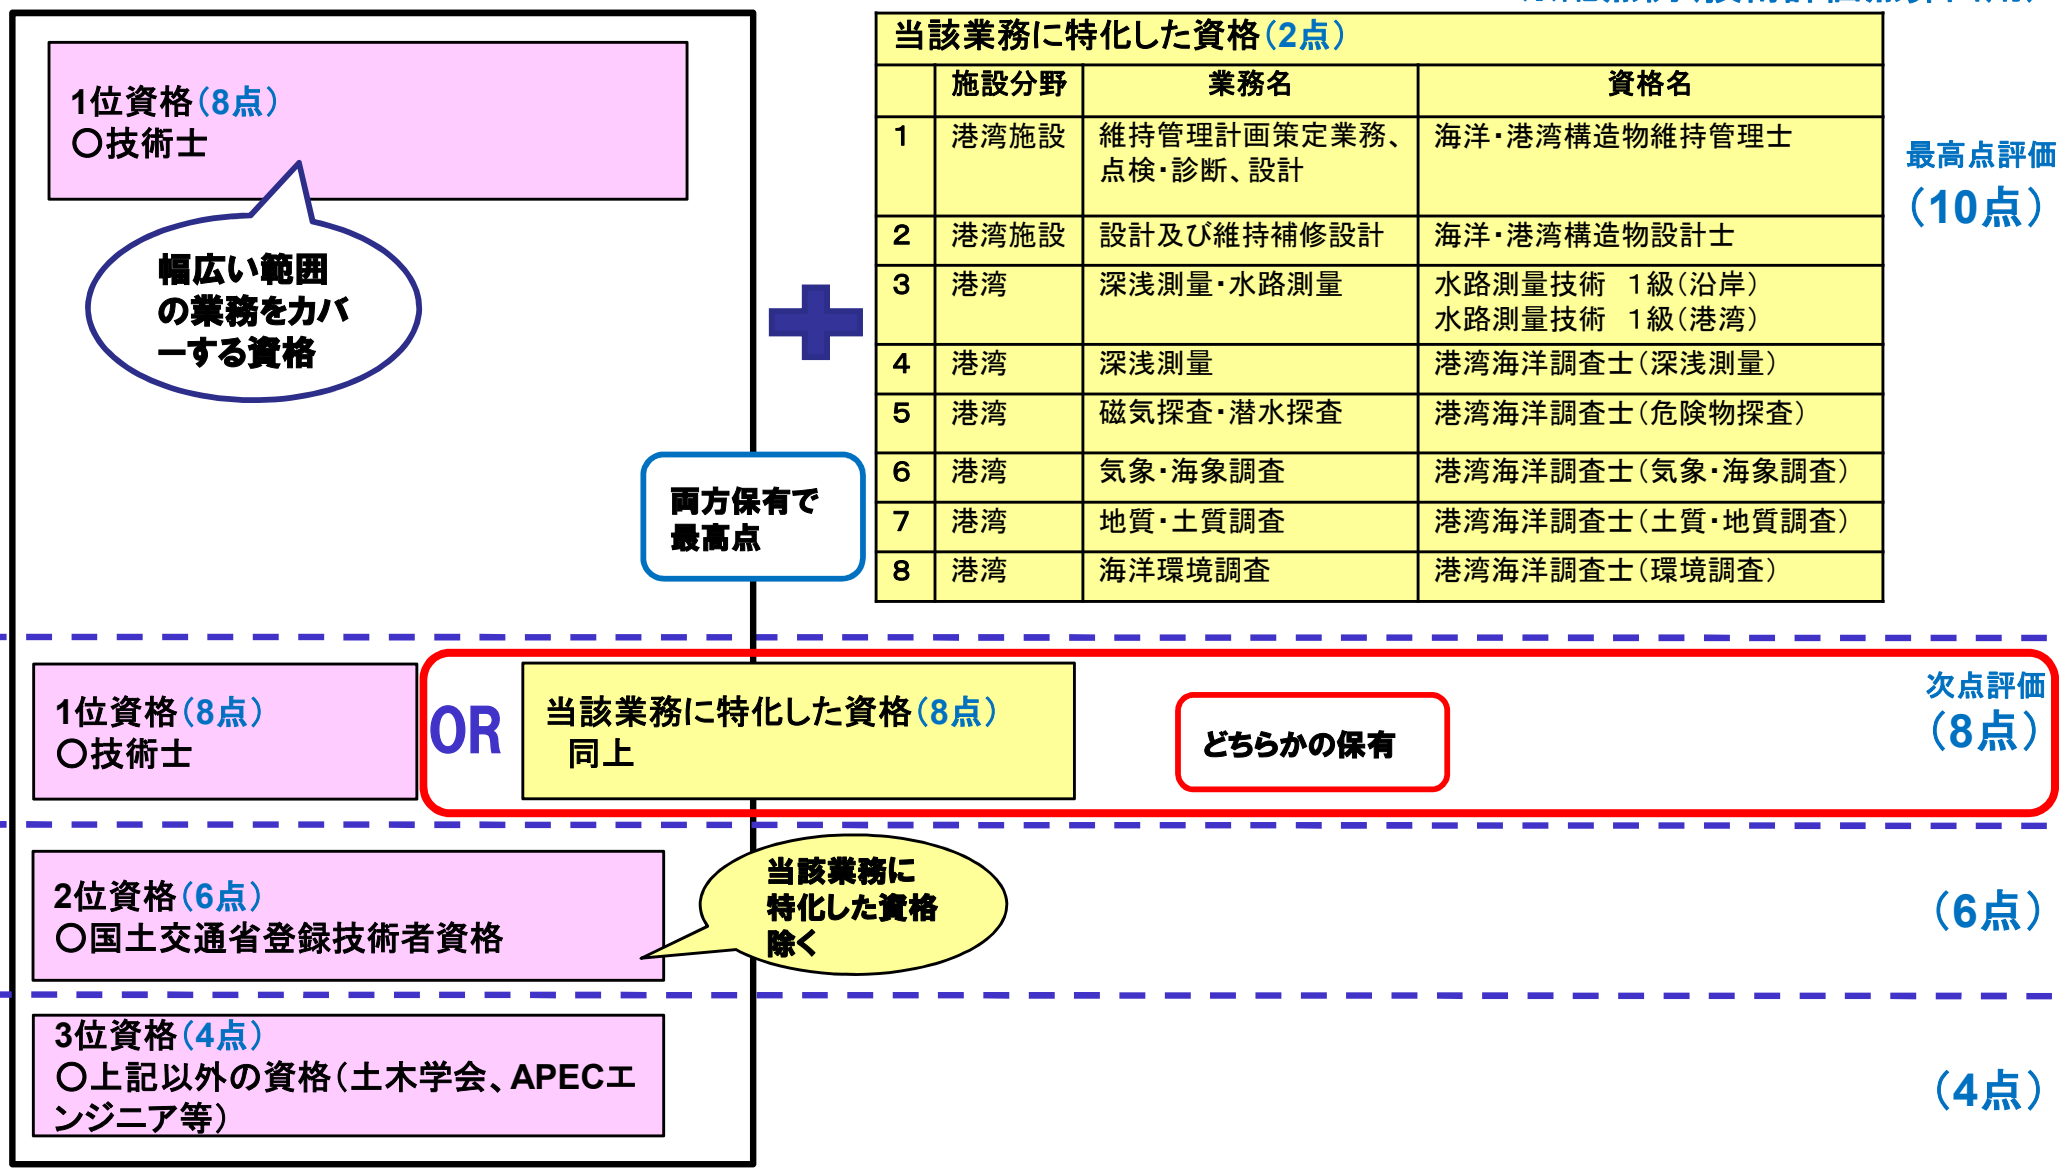 1位資格（8点）
○技術士
幅広い範囲
の業務をカバ
ーする資格
当該業務に特化した資格（2点）
施設分野 業務名 資格名
1 港湾施設 維持管理計画策定業務、 海洋・港湾構造物維持管理士
点検・診断、設計
2 港湾施設 設計及び維持補修設計 海洋・港湾構造物設計士
3 港湾 深浅測量・水路測量 水路測量技術　1級（沿岸）
水路測量技術　1級（港湾）
4 港湾 深浅測量 港湾海洋調査士（深浅測量）
5 港湾 磁気探査・潜水探査 港湾海洋調査士（危険物探査）
6 港湾 気象・海象調査 港湾海洋調査士（気象・海象調査）
7 港湾 地質・土質調査 港湾海洋調査士（土質・地質調査）
8 港湾 海洋環境調査 港湾海洋調査士（環境調査）
最高点評価
（10点）
両方保有で
最高点
1位資格（8点）
○技術士
OR
当該業務に特化した資格（8点）
同上
どちらかの保有
次点評価
（8点）
2位資格（6点）
○国土交通省登録技術者資格
当該業務に
特化した資格
除く
（6点）
3位資格（4点）
○上記以外の資格（土木学会、APECエ
ンジニア等）
（4点）